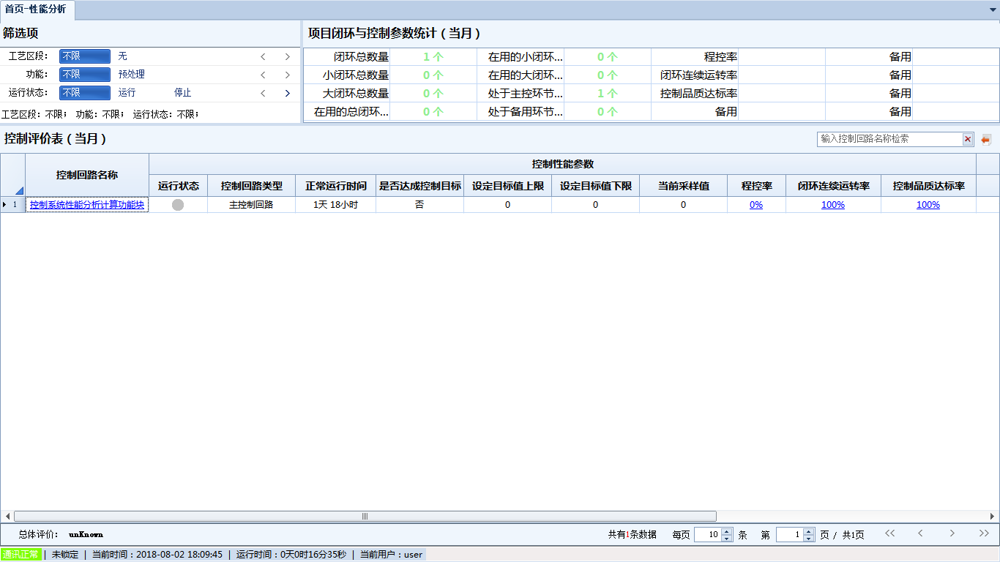 首页-性能分析
筛选项
工艺区段： 不限 无
功能： 不限 预处理
运行状态： 不限 运行 停止
工艺区段：不限； 功能：不限； 运行状态：不限；
项目闭环与控制参数统计（当月）
闭环总数量 1 个 在用的小闭环... 0 个 程控率 备用
小闭环总数量 0 个 在用的大闭环... 0 个 闭环连续运转率 备用
大闭环总数量 0 个 处于主控环节... 1 个 控制品质达标率 备用
在用的总闭环... 0 个 处于备用环节... 0 个 备用 备用
控制评价表（当月） 输入控制回路名称检索
控制回路名称 控制性能参数
运行状态 控制回路类型 正常运行时间 是否达成控制目标 设定目标值上限 设定目标值下限 当前采样值 程控率 闭环连续运转率 控制品质达标率
1 控制系统性能分析计算功能块 主控制回路 1天 18小时 否 0 0 0 0% 100% 100%
总体评价： unKnown 共有1条数据 每页 10 条 第 1 页 / 共1页
通讯正常 | 未锁定 | 当前时间：2018-08-02 18:09:45 | 运行时间：0天0时16分35秒 | 当前用户：user